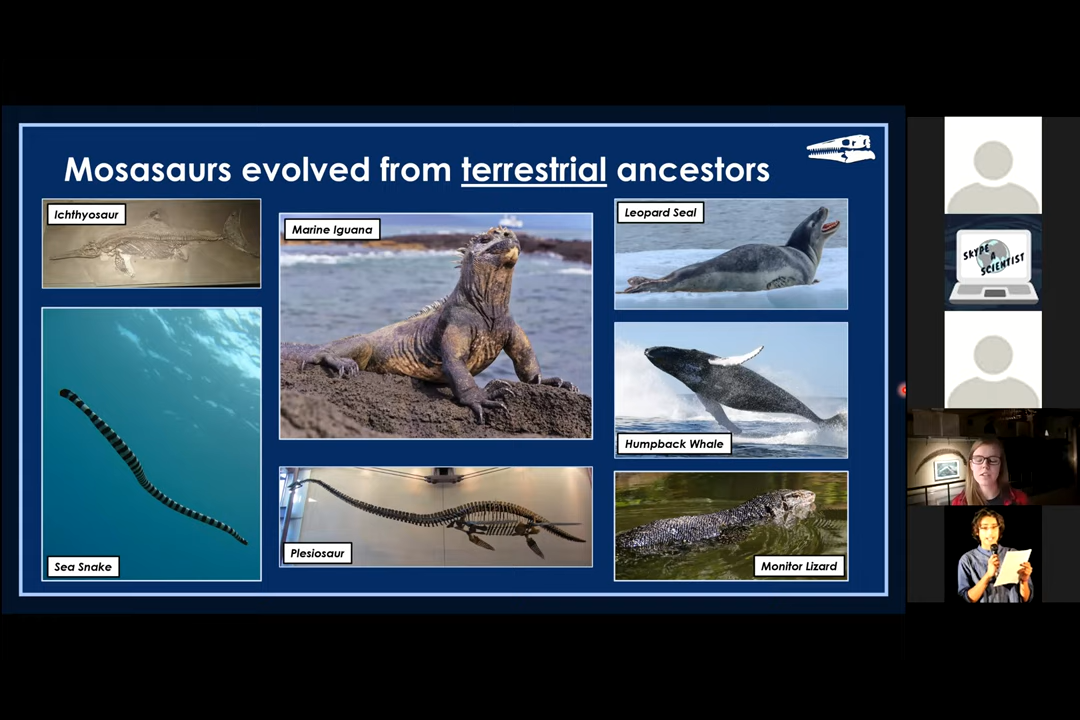 Mosasaurs evolved from terrestrial ancestors
Ichthyosaur
Marine Iguana
Leopard Seal
Humpback Whale
Sea Snake
Plesiosaur
Monitor Lizard
SKYPE
A
SCIENTIST